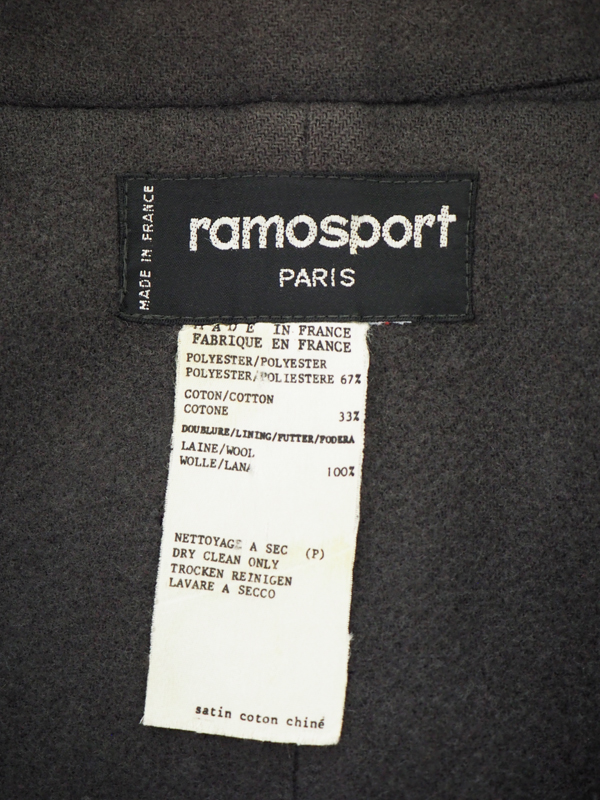 MADE IN FRANCE
ramosport
PARIS
MADE IN FRANCE
FABRIQUE EN FRANCE
POLYESTER/POLYESTER
POLYESTER/POLIESTERE 67%
COTON/COTTON
COTONE 33%
DOUBLURE/LINING/FUTTER/FODERA
LAINE/WOOL
WOLLE/LANA 100%
NETTOYAGE A SEC (P)
DRY CLEAN ONLY
TROCKEN REINIGEN
LAVARE A SECCO
satin coton chiné